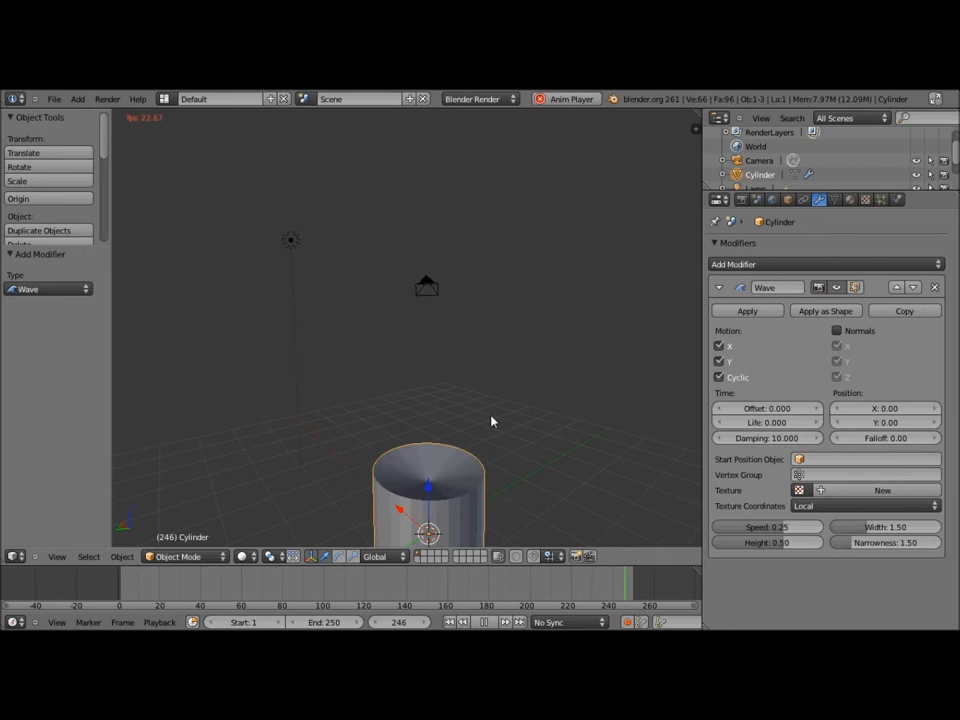 File Add Render Help Default Scene Blender Render Anim Player blender.org 261 | Ve:66 | Fa:96 | Ob:1-3 | La:1 | Mem:7.97M (12.09M) | Cylinder
Object Tools
Transform:
Translate
Rotate
Scale
Origin
Object:
Duplicate Objects
Add Modifier
Type
Wave
fps: 22.67
(246) Cylinder
View Select Object Object Mode Global
-40 -20 0 20 40 60 80 100 120 140 160 180 200 220 240 260
View Marker Frame Playback Start: 1 End: 250 246 No Sync
View Search All Scenes
RenderLayers
World
Camera
Cylinder
Cylinder
Modifiers
Add Modifier
Wave
Apply Apply as Shape Copy
Motion: Normals
X X
Y Y
Cyclic Z
Time: Position:
Offset: 0.000 X: 0.00
Life: 0.000 Y: 0.00
Damping: 10.000 Falloff: 0.00
Start Position Objec
Vertex Group
Texture New
Texture Coordinates Local
Speed: 0.25 Width: 1.50
Height: 0.50 Narrowness: 1.50